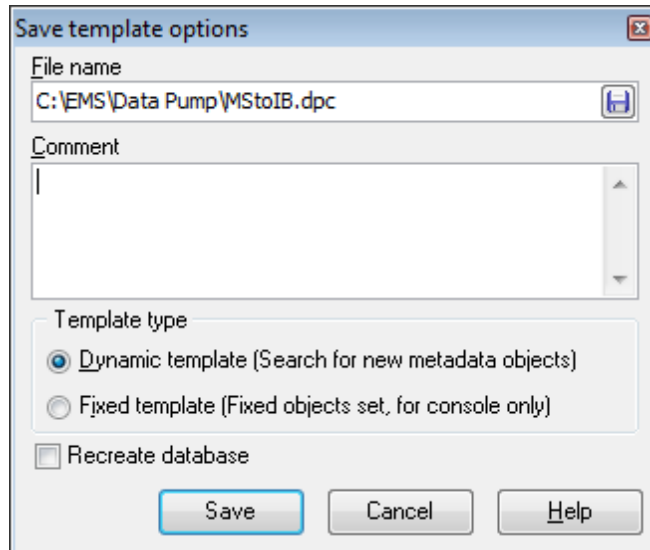 Save template options
File name
C:\EMS\Data Pump\MStoIB.dpc
Comment
Template type
Dynamic template (Search for new metadata objects)
Fixed template (Fixed objects set, for console only)
Recreate database
Save Cancel Help